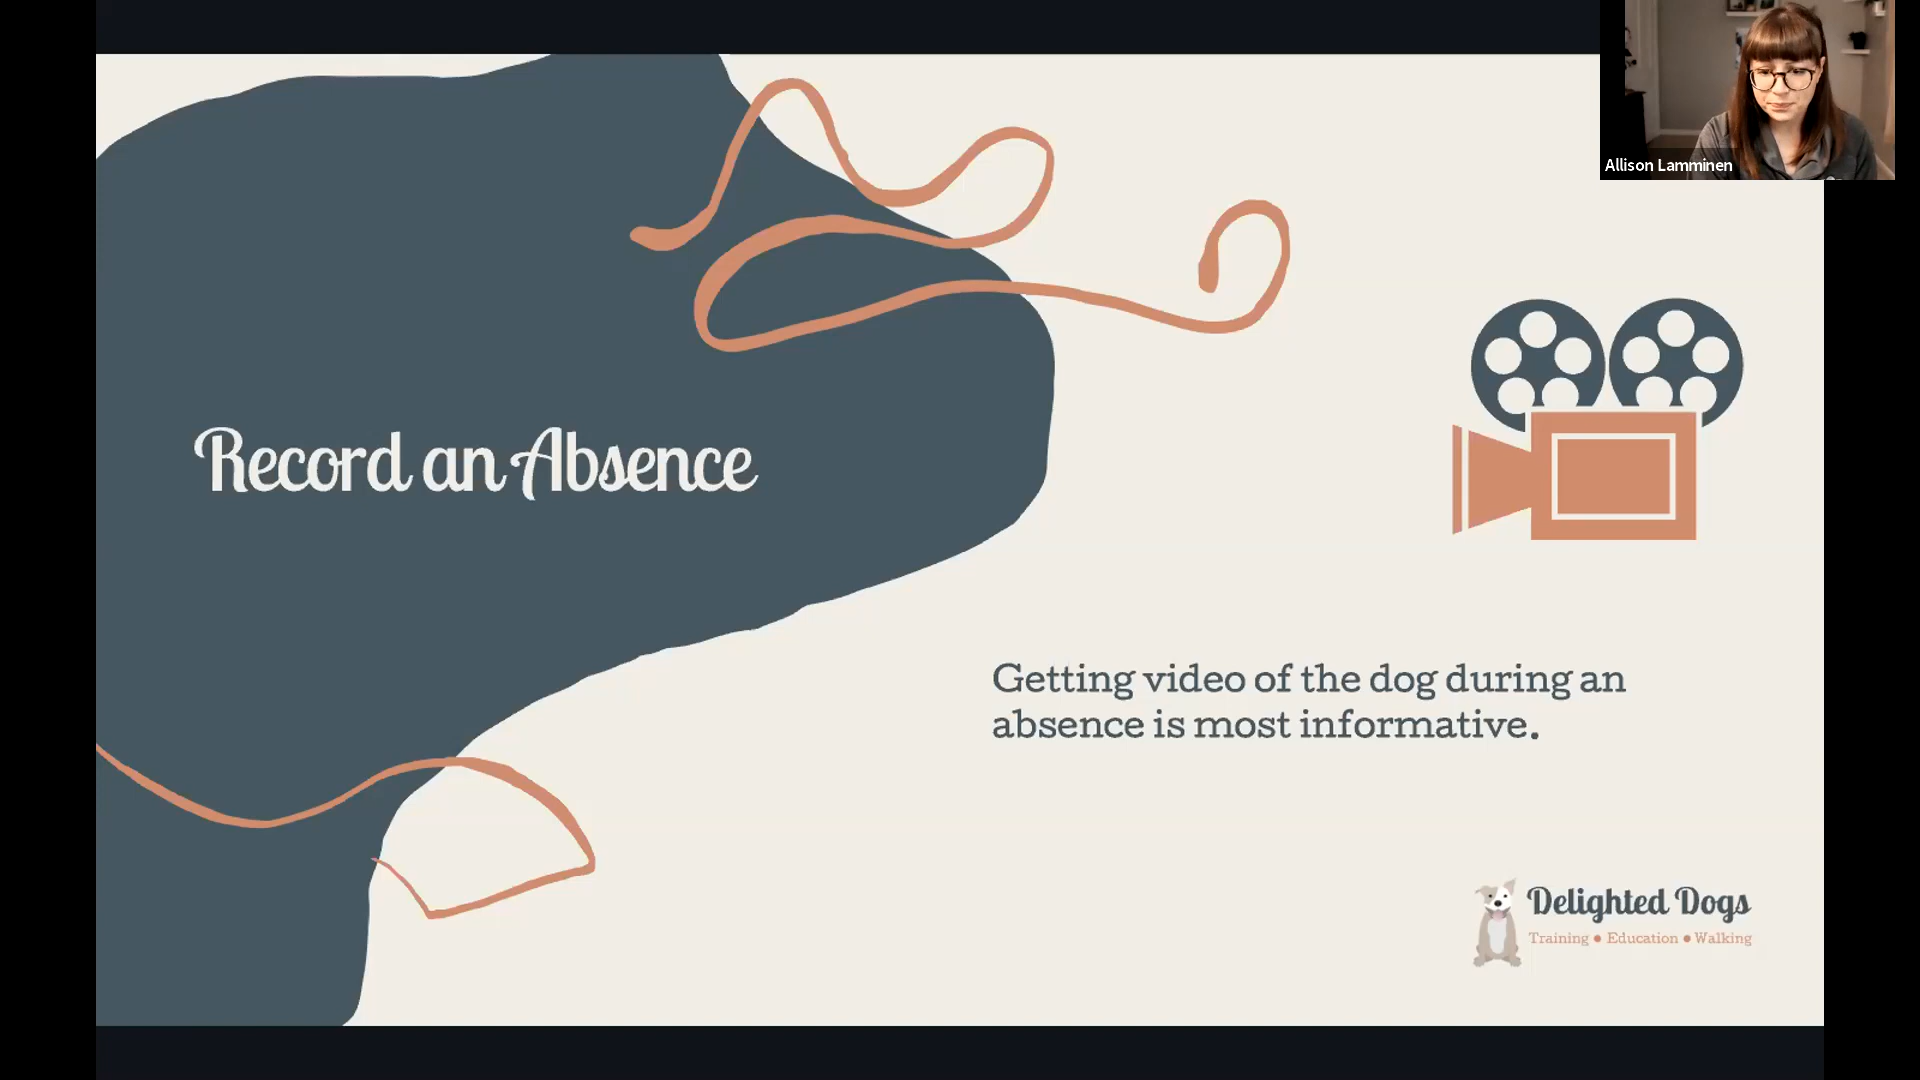 Allison Lamminen
Record an Absence
Getting video of the dog during an
absence is most informative.
Delighted Dogs
Training • Education • Walking